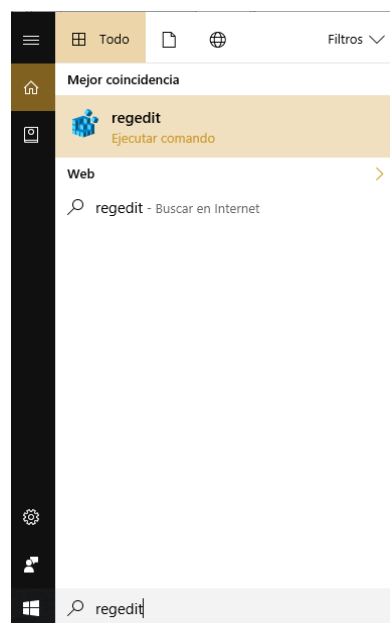 Todo
Filtros
Mejor coincidencia
regedit
Ejecutar comando
Web
regedit - Buscar en Internet
regedit